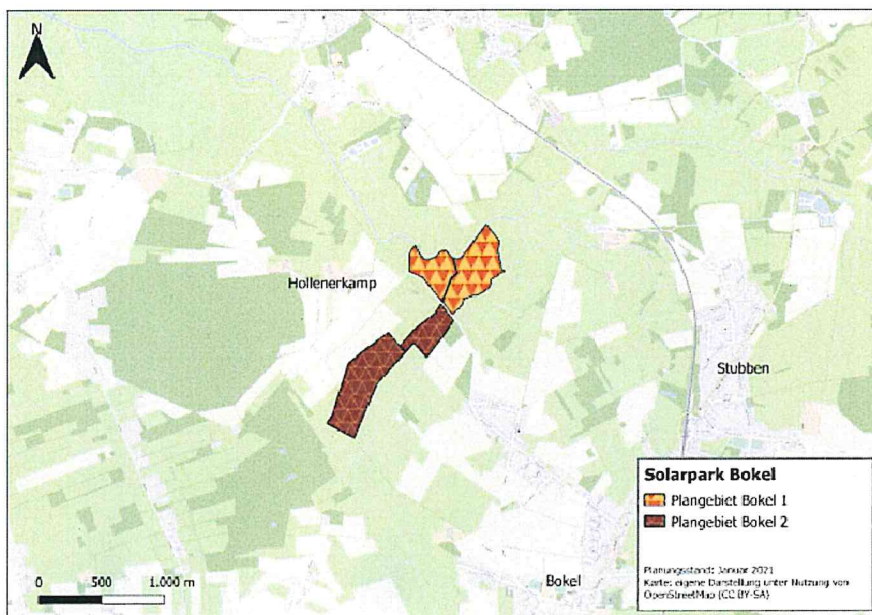 N
Hollenerkamp
Stubben
Solarpark Bokel
Plangebiet Bokel 1
Plangebiet Bokel 2
Planungsstand: Januar 2021
Karte: eigene Darstellung unter Nutzung von
OpenStreetMap (CC BY-SA)
0 500 1.000 m
Bokel